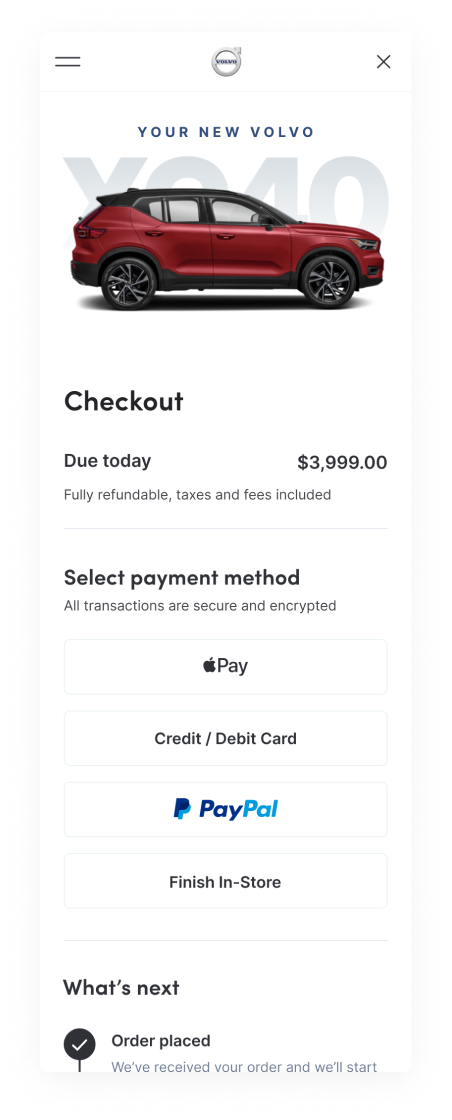 VOLVO
YOUR NEW VOLVO
XC40
Checkout
Due today $3,999.00
Fully refundable, taxes and fees included
Select payment method
All transactions are secure and encrypted
Pay
Credit / Debit Card
PayPal
Finish In-Store
What’s next
Order placed
We’ve received your order and we’ll start